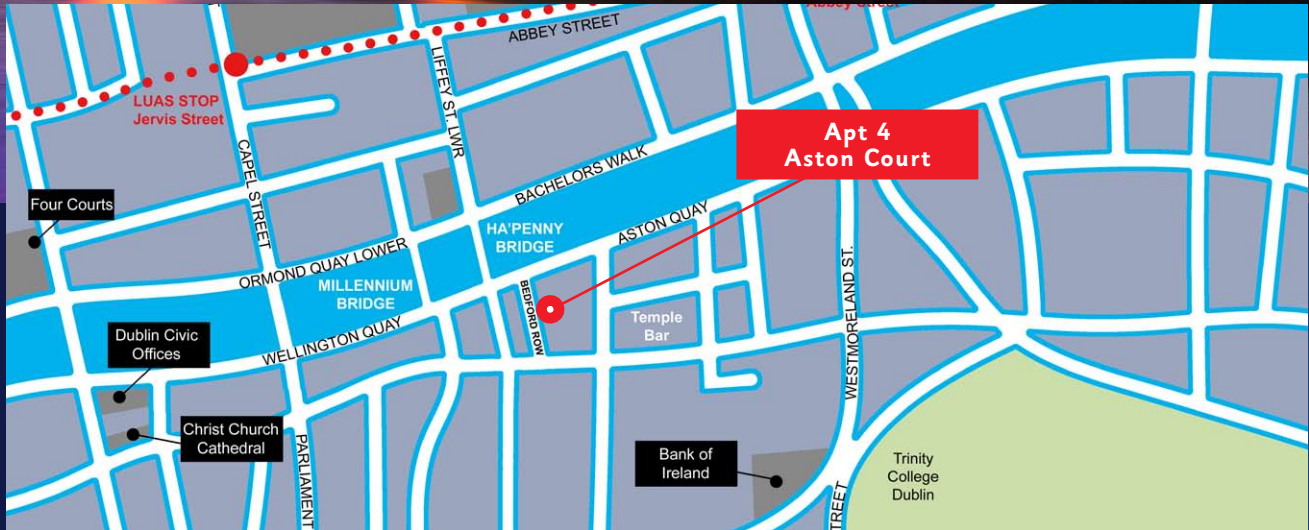 Abbey Street
ABBEY STREET
LIFFEY ST. LWR
LUAS STOP
Jervis Street
CAPEL STREET
Apt 4
Aston Court
BACHELORS WALK
Four Courts
HA'PENNY
BRIDGE
ASTON QUAY
ORMOND QUAY LOWER
MILLENNIUM
BRIDGE
BEDFORD ROW
WESTMORELAND ST.
Temple
Bar
Dublin Civic
Offices
WELLINGTON QUAY
Christ Church
Cathedral
PARLIAMENT
Bank of
Ireland
Trinity
College
Dublin
TREET